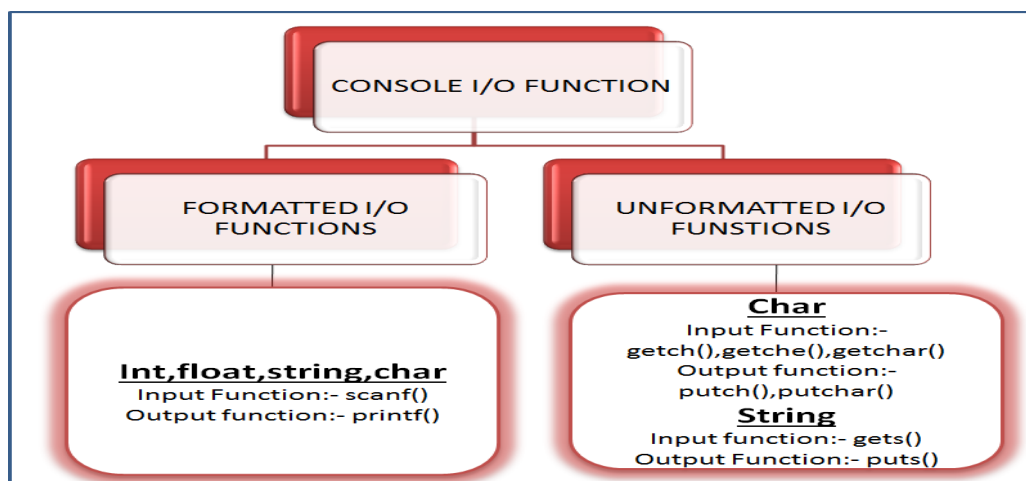 CONSOLE I/O FUNCTION
FORMATTED I/O
FUNCTIONS
UNFORMATTED I/O
FUNSTIONS
Int,float,string,char
Input Function:- scanf()
Output function:- printf()
Char
Input Function:-
getch(),getche(),getchar()
Output function:-
putch(),putchar()
String
Input function:- gets()
Output Function:- puts()